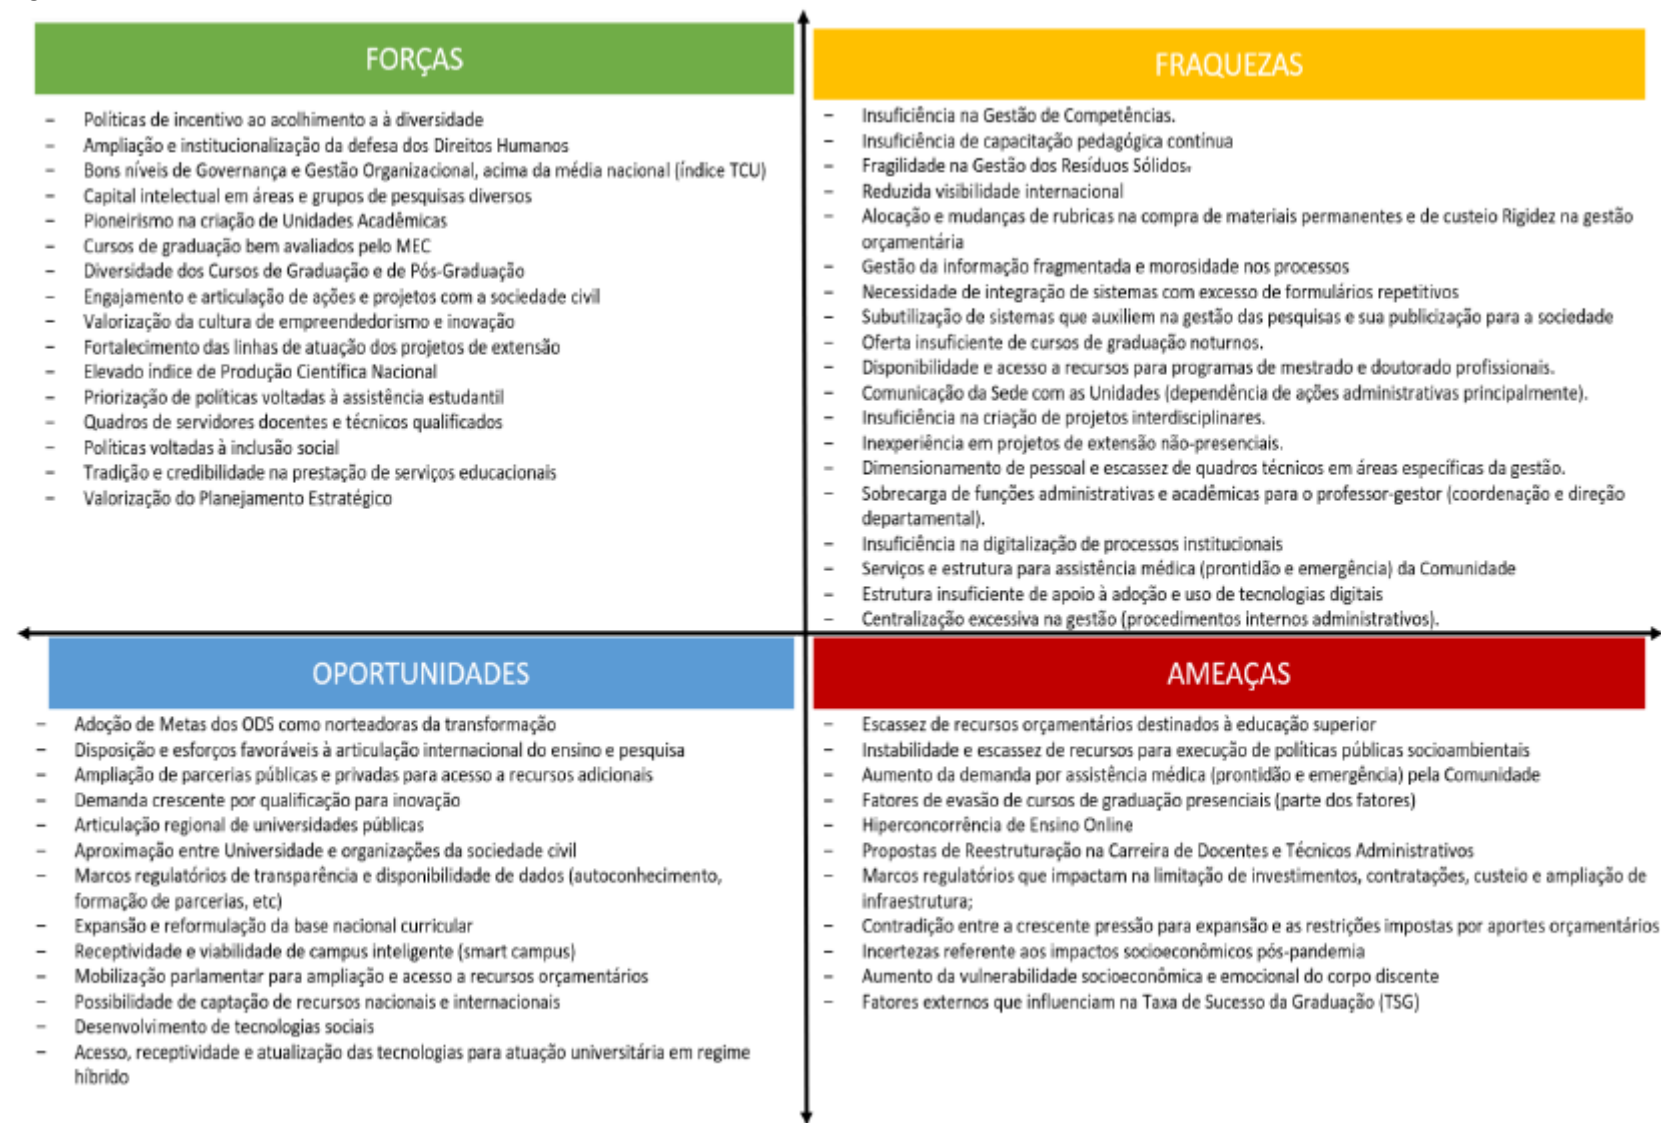 FORÇAS
– Políticas de incentivo ao acolhimento a à diversidade
– Ampliação e institucionalização da defesa dos Direitos Humanos
– Bons níveis de Governança e Gestão Organizacional, acima da média nacional (índice TCU)
– Capital intelectual em áreas e grupos de pesquisas diversos
– Pioneirismo na criação de Unidades Acadêmicas
– Cursos de graduação bem avaliados pelo MEC
– Diversidade dos Cursos de Graduação e de Pós-Graduação
– Engajamento e articulação de ações e projetos com a sociedade civil
– Valorização da cultura de empreendedorismo e inovação
– Fortalecimento das linhas de atuação dos projetos de extensão
– Elevado índice de Produção Científica Nacional
– Priorização de políticas voltadas à assistência estudantil
– Quadros de servidores docentes e técnicos qualificados
– Políticas voltadas à inclusão social
– Tradição e credibilidade na prestação de serviços educacionais
– Valorização do Planejamento Estratégico
FRAQUEZAS
– Insuficiência na Gestão de Competências.
– Insuficiência de capacitação pedagógica contínua
– Fragilidade na Gestão dos Resíduos Sólidos.
– Reduzida visibilidade internacional
– Alocação e mudanças de rubricas na compra de materiais permanentes e de custeio Rigidez na gestão
orçamentária
– Gestão da informação fragmentada e morosidade nos processos
– Necessidade de integração de sistemas com excesso de formulários repetitivos
– Subutilização de sistemas que auxiliem na gestão das pesquisas e sua publicização para a sociedade
– Oferta insuficiente de cursos de graduação noturnos.
– Disponibilidade e acesso a recursos para programas de mestrado e doutorado profissionais.
– Comunicação da Sede com as Unidades (dependência de ações administrativas principalmente).
– Insuficiência na criação de projetos interdisciplinares.
– Inexperiência em projetos de extensão não-presenciais.
– Dimensionamento de pessoal e escassez de quadros técnicos em áreas específicas da gestão.
– Sobrecarga de funções administrativas e acadêmicas para o professor-gestor (coordenação e direção
departamental).
– Insuficiência na digitalização de processos institucionais
– Serviços e estrutura para assistência médica (prontidão e emergência) da Comunidade
– Estrutura insuficiente de apoio à adoção e uso de tecnologias digitais
– Centralização excessiva na gestão (procedimentos internos administrativos).
OPORTUNIDADES
– Adoção de Metas dos ODS como norteadoras da transformação
– Disposição e esforços favoráveis à articulação internacional do ensino e pesquisa
– Ampliação de parcerias públicas e privadas para acesso a recursos adicionais
– Demanda crescente por qualificação para inovação
– Articulação regional de universidades públicas
– Aproximação entre Universidade e organizações da sociedade civil
– Marcos regulatórios de transparência e disponibilidade de dados (autoconhecimento,
formação de parcerias, etc)
– Expansão e reformulação da base nacional curricular
– Receptividade e viabilidade de campus inteligente (smart campus)
– Mobilização parlamentar para ampliação e acesso a recursos orçamentários
– Possibilidade de captação de recursos nacionais e internacionais
– Desenvolvimento de tecnologias sociais
– Acesso, receptividade e atualização das tecnologias para atuação universitária em regime
híbrido
AMEAÇAS
– Escassez de recursos orçamentários destinados à educação superior
– Instabilidade e escassez de recursos para execução de políticas públicas socioambientais
– Aumento da demanda por assistência médica (prontidão e emergência) pela Comunidade
– Fatores de evasão de cursos de graduação presenciais (parte dos fatores)
– Hiperconcorrência de Ensino Online
– Propostas de Reestruturação na Carreira de Docentes e Técnicos Administrativos
– Marcos regulatórios que impactam na limitação de investimentos, contratações, custeio e ampliação de
infraestrutura;
– Contradição entre a crescente pressão para expansão e as restrições impostas por aportes orçamentários
– Incertezas referente aos impactos socioeconômicos pós-pandemia
– Aumento da vulnerabilidade socioeconômica e emocional do corpo discente
– Fatores externos que influenciam na Taxa de Sucesso da Graduação (TSG)